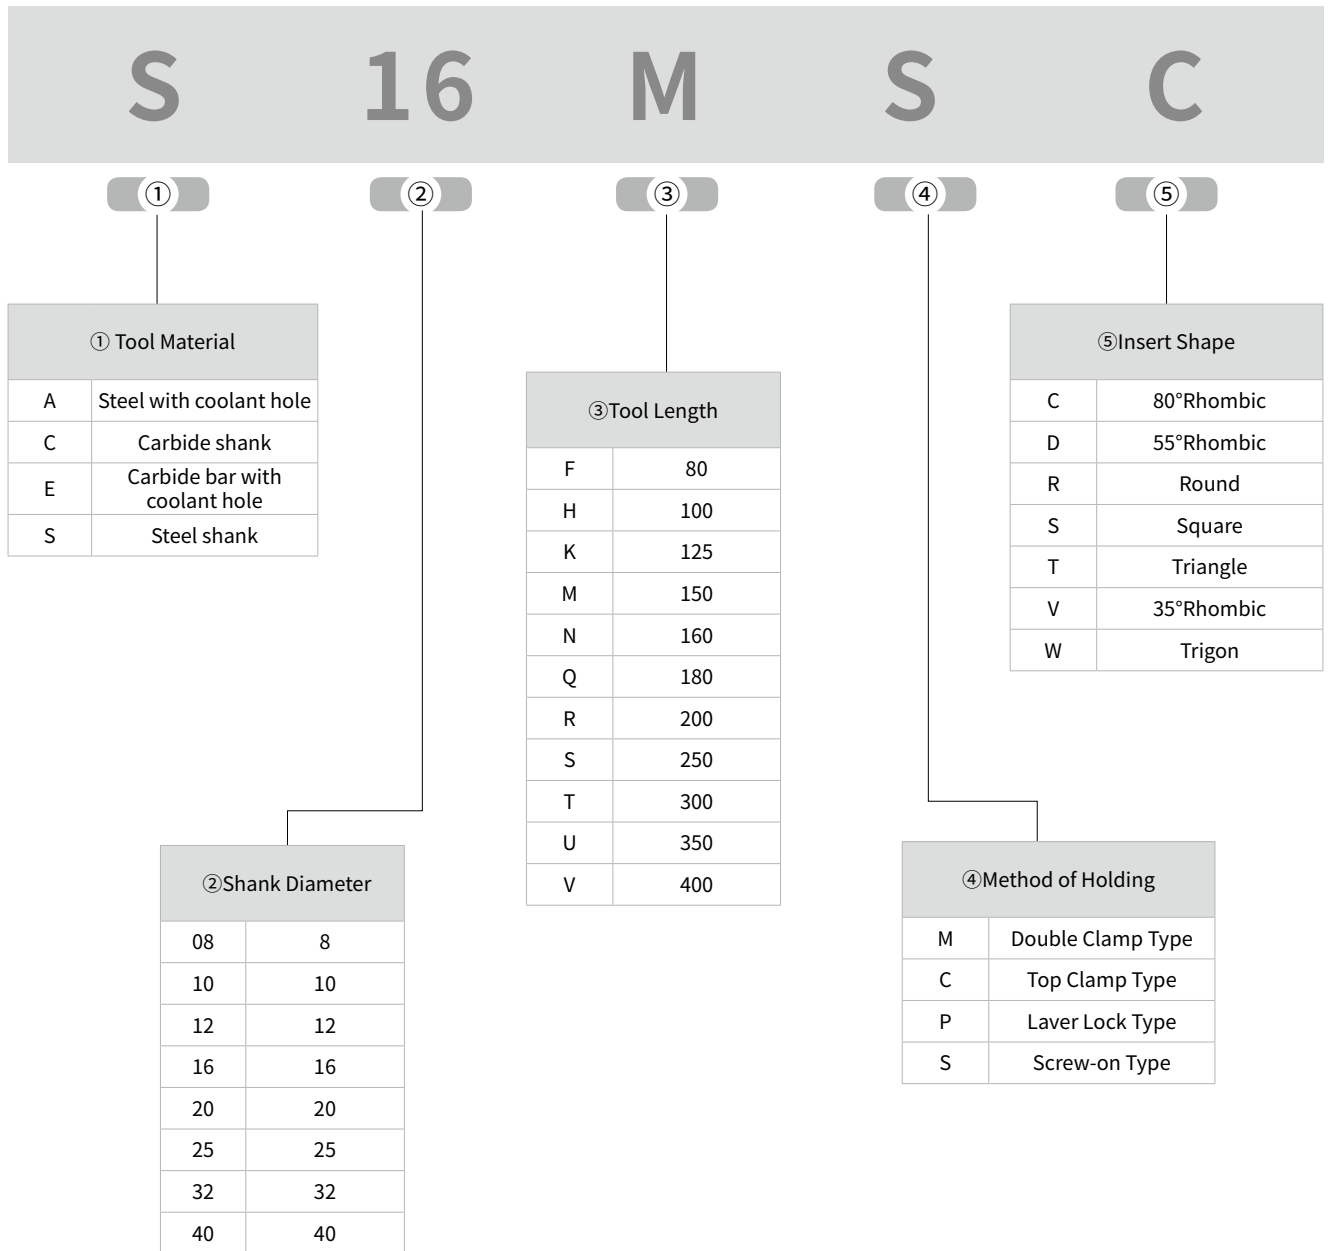 S 16 M S C
① ② ③ ④ ⑤
① Tool Material
A Steel with coolant hole
C Carbide shank
E Carbide bar with
coolant hole
S Steel shank
②Shank Diameter
08 8
10 10
12 12
16 16
20 20
25 25
32 32
40 40
③Tool Length
F 80
H 100
K 125
M 150
N 160
Q 180
R 200
S 250
T 300
U 350
V 400
④Method of Holding
M Double Clamp Type
C Top Clamp Type
P Laver Lock Type
S Screw-on Type
⑤Insert Shape
C 80°Rhombic
D 55°Rhombic
R Round
S Square
T Triangle
V 35°Rhombic
W Trigon